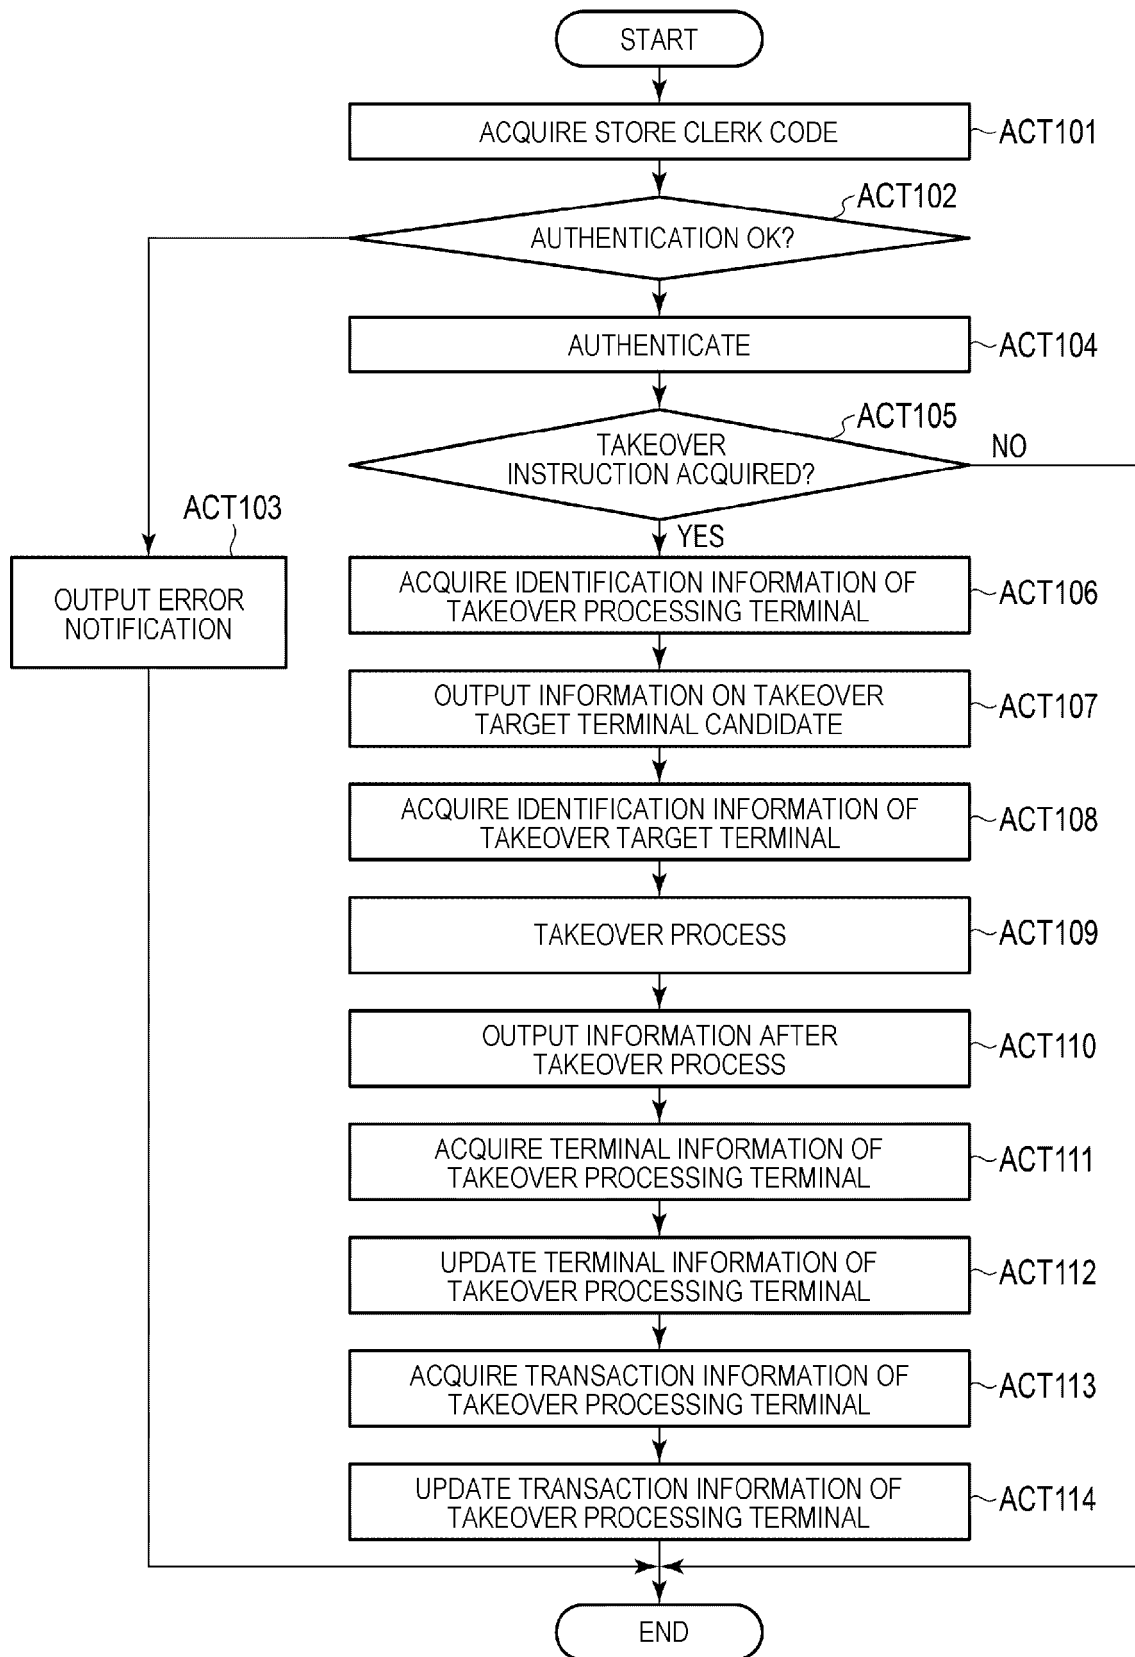 START
ACQUIRE STORE CLERK CODE
ACT101
ACT102
AUTHENTICATION OK?
AUTHENTICATE
ACT104
ACT105
TAKEOVER
INSTRUCTION ACQUIRED?
NO
YES
ACT103
OUTPUT ERROR
NOTIFICATION
ACQUIRE IDENTIFICATION INFORMATION OF
TAKEOVER PROCESSING TERMINAL
ACT106
OUTPUT INFORMATION ON TAKEOVER
TARGET TERMINAL CANDIDATE
ACT107
ACQUIRE IDENTIFICATION INFORMATION OF
TAKEOVER TARGET TERMINAL
ACT108
TAKEOVER PROCESS
ACT109
OUTPUT INFORMATION AFTER
TAKEOVER PROCESS
ACT110
ACQUIRE TERMINAL INFORMATION OF
TAKEOVER PROCESSING TERMINAL
ACT111
UPDATE TERMINAL INFORMATION OF
TAKEOVER PROCESSING TERMINAL
ACT112
ACQUIRE TRANSACTION INFORMATION OF
TAKEOVER PROCESSING TERMINAL
ACT113
UPDATE TRANSACTION INFORMATION OF
TAKEOVER PROCESSING TERMINAL
ACT114
END